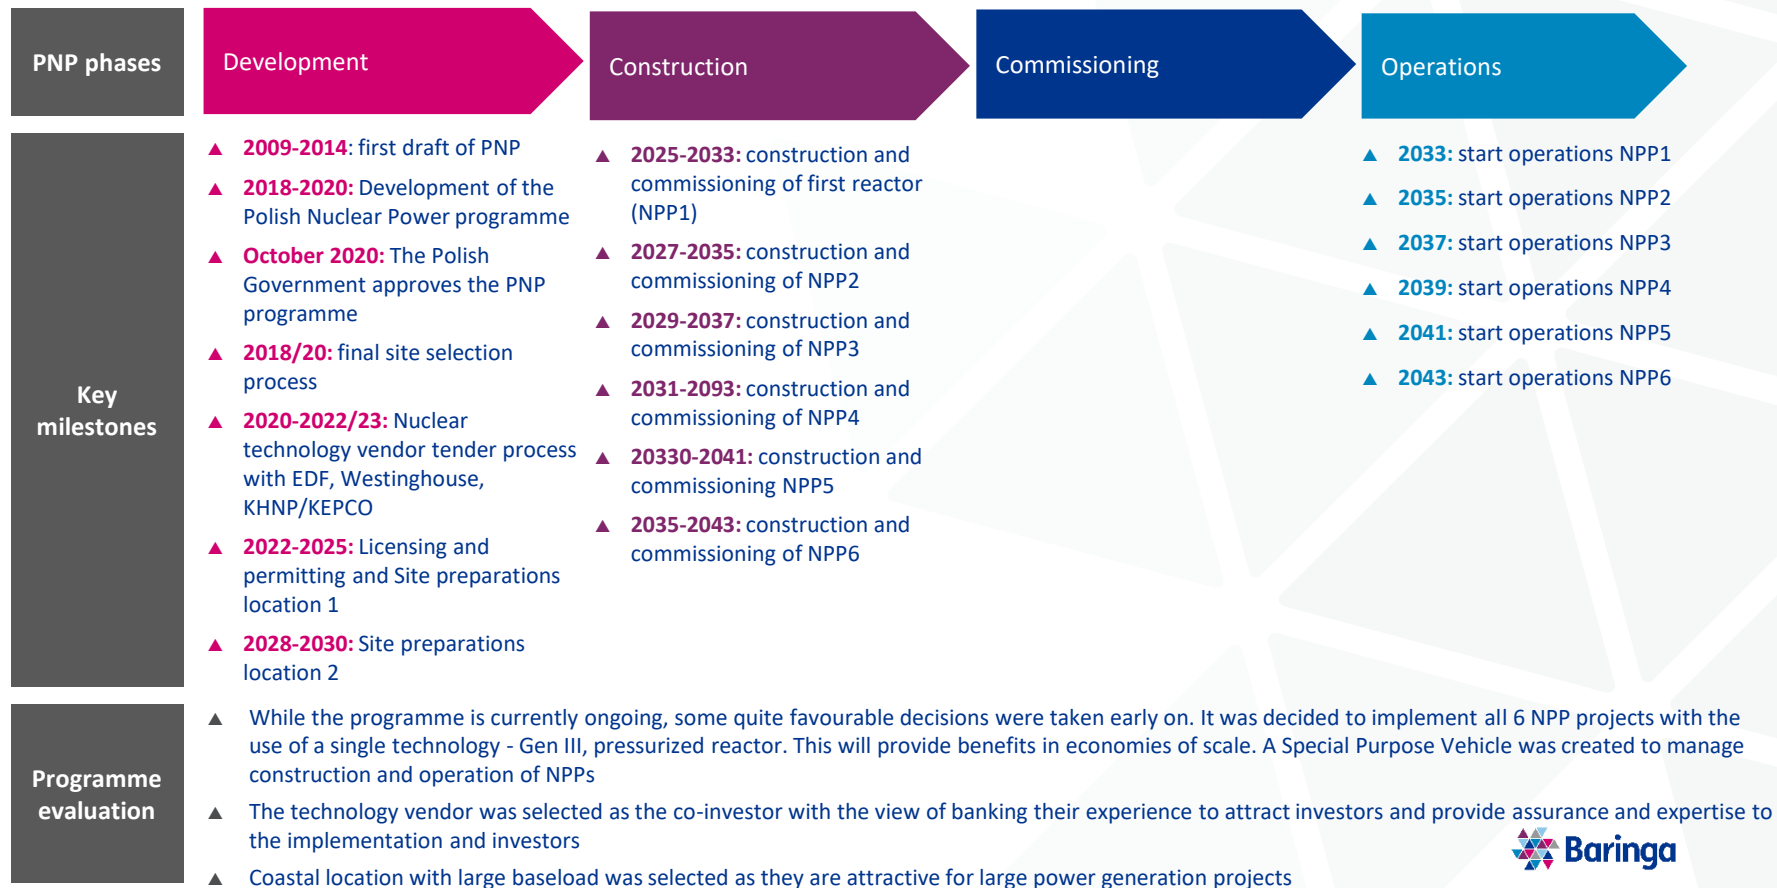 PNP phases
Development
Construction
Commissioning
Operations
Key
milestones
2009-2014: first draft of PNP
2018-2020: Development of the
Polish Nuclear Power programme
October 2020: The Polish
Government approves the PNP
programme
2018/20: final site selection
process
2020-2022/23: Nuclear
technology vendor tender process
with EDF, Westinghouse,
KHNP/KEPCO
2022-2025: Licensing and
permitting and Site preparations
location 1
2028-2030: Site preparations
location 2
2025-2033: construction and
commissioning of first reactor
(NPP1)
2027-2035: construction and
commissioning of NPP2
2029-2037: construction and
commissioning of NPP3
2031-2093: construction and
commissioning of NPP4
20330-2041: construction and
commissioning NPP5
2035-2043: construction and
commissioning of NPP6
2033: start operations NPP1
2035: start operations NPP2
2037: start operations NPP3
2039: start operations NPP4
2041: start operations NPP5
2043: start operations NPP6
Programme
evaluation
While the programme is currently ongoing, some quite favourable decisions were taken early on. It was decided to implement all 6 NPP projects with the
use of a single technology - Gen III, pressurized reactor. This will provide benefits in economies of scale. A Special Purpose Vehicle was created to manage
construction and operation of NPPs
The technology vendor was selected as the co-investor with the view of banking their experience to attract investors and provide assurance and expertise to
the implementation and investors
Coastal location with large baseload was selected as they are attractive for large power generation projects
Baringa